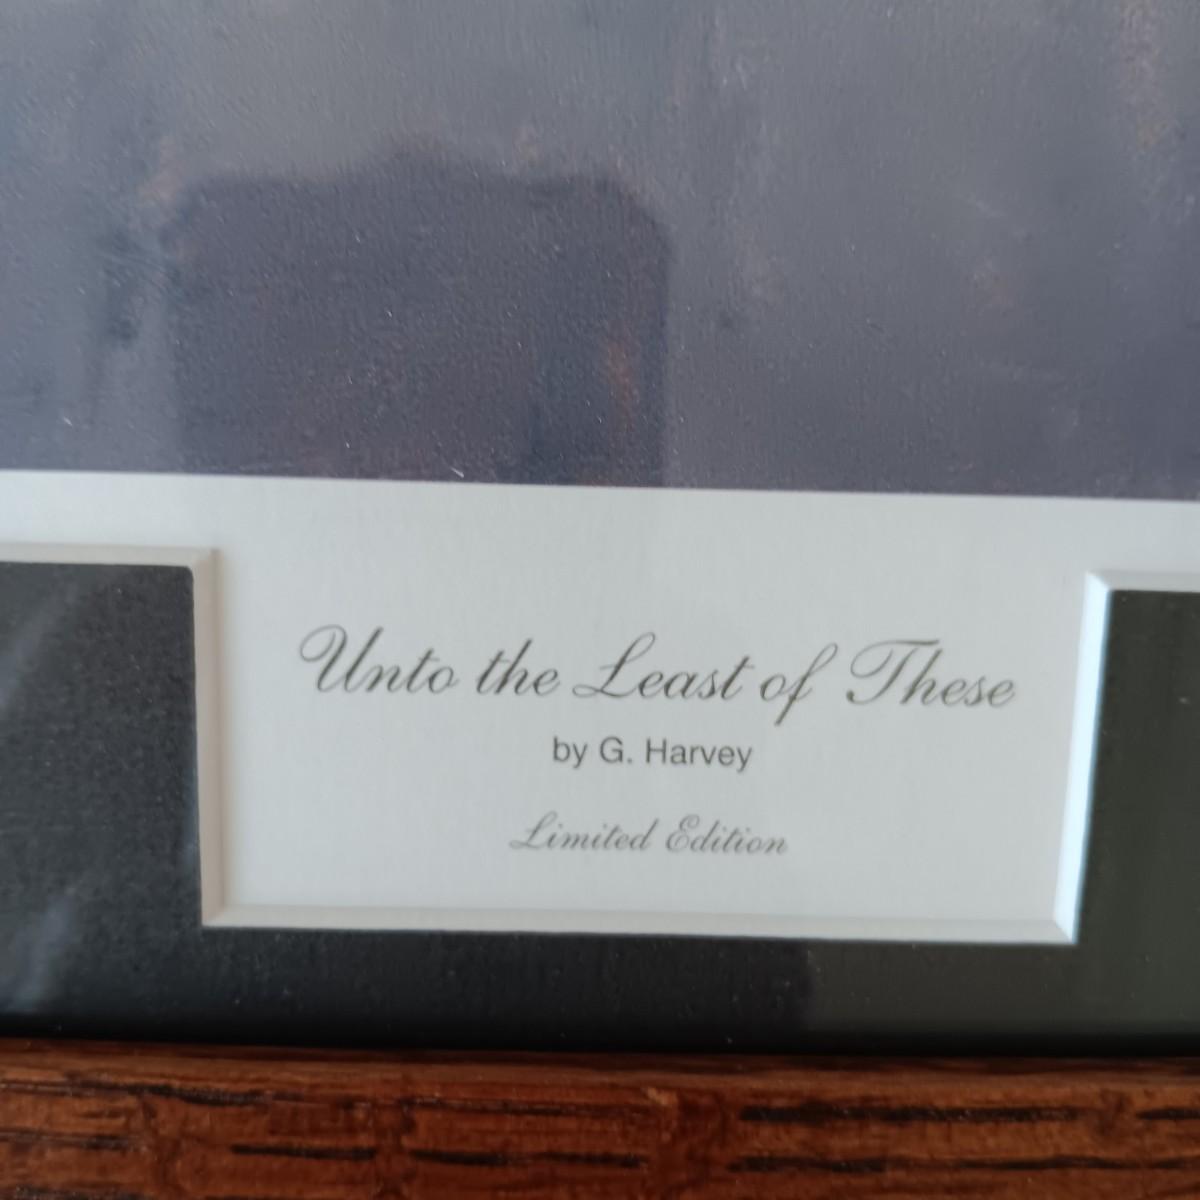 Unto the Least of These
by G. Harvey
Limited Edition